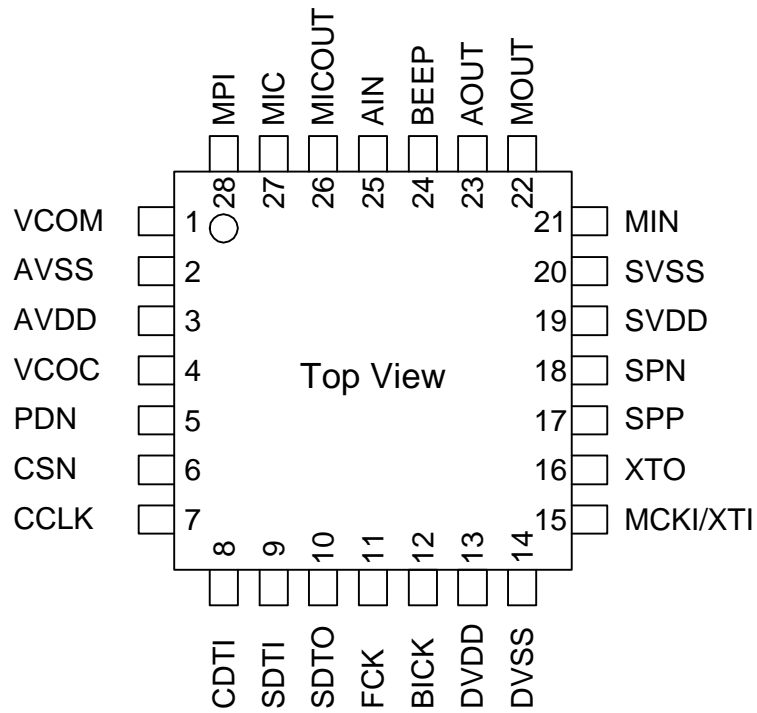 MPI
MIC
MICOUT
AIN
BEEP
AOUT
MOUT
28
27
26
25
24
23
22
VCOM 1 21 MIN
AVSS 2 20 SVSS
AVDD 3 19 SVDD
VCOC 4 Top View 18 SPN
PDN 5 17 SPP
CSN 6 16 XTO
CCLK 7 15 MCKI/XTI
8
9
10
11
12
13
14
CDTI
SDTI
SDTO
FCK
BICK
DVDD
DVSS